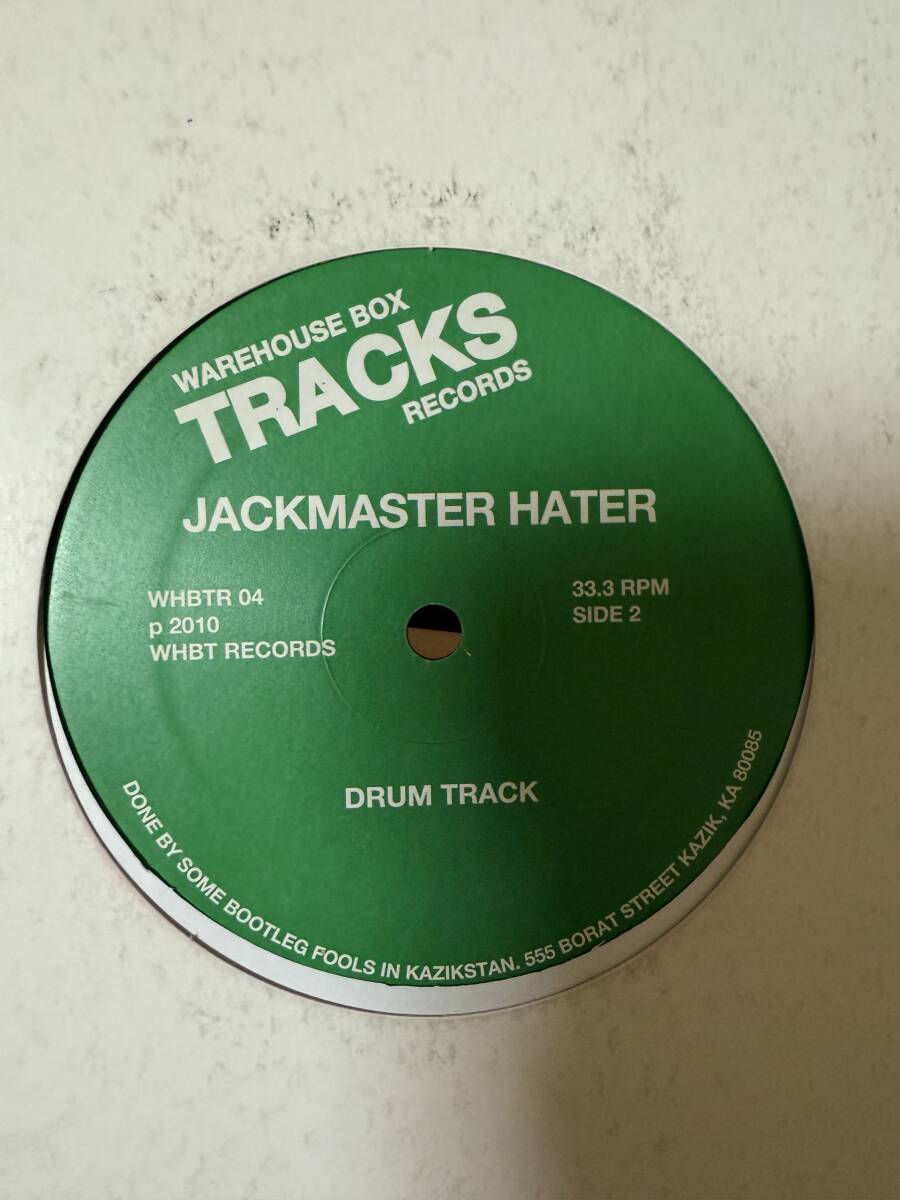 WAREHOUSE BOX
TRACKS
RECORDS
JACKMASTER HATER
WHBTR 04
p 2010
WHBT RECORDS
33.3 RPM
SIDE 2
DRUM TRACK
DONE BY SOME BOOTLEG FOOLS IN KAZIKSTAN. 555 BORAT STREET KAZIK, KA 80085